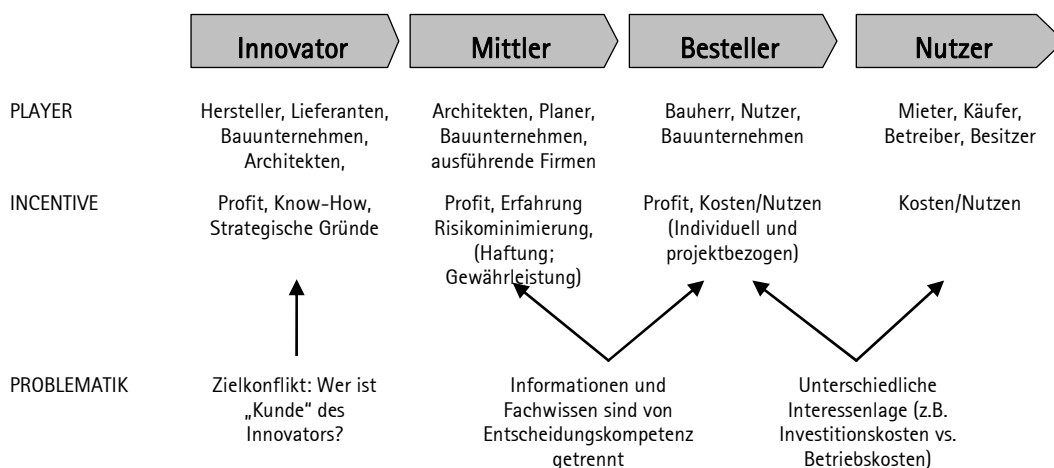 Innovator
Mittler
Besteller
Nutzer
PLAYER
Hersteller, Lieferanten,
Bauunternehmen,
Architekten,
Architekten, Planer,
Bauunternehmen,
ausführende Firmen
Bauherr, Nutzer,
Bauunternehmen
Mieter, Käufer,
Betreiber, Besitzer
INCENTIVE
Profit, Know-How,
Strategische Gründe
Profit, Erfahrung
Risikominimierung,
(Haftung;
Gewährleistung)
Profit, Kosten/Nutzen
(Individuell und
projektbezogen)
Kosten/Nutzen
PROBLEMATIK
Zielkonflikt: Wer ist
„Kunde“ des
Innovators?
Informationen und
Fachwissen sind von
Entscheidungskompetenz
getrennt
Unterschiedliche
Interessenlage (z.B.
Investitionskosten vs.
Betriebskosten)